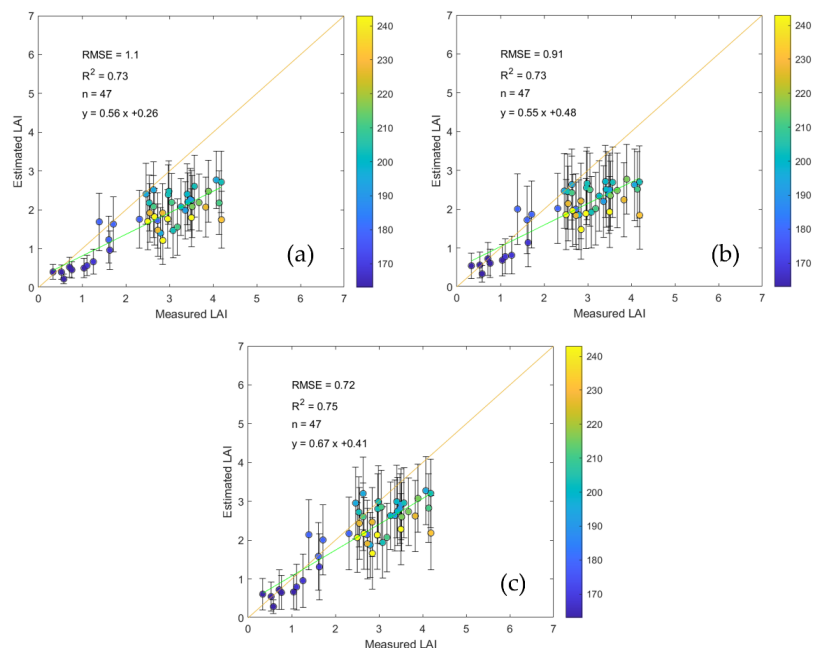 7
6
5
4
3
2
1
0
Estimated LAI
RMSE = 1.1
R² = 0.73
n = 47
y = 0.56 x +0.26
(a)
0 1 2 3 4 5 6 7
Measured LAI
240
230
220
210
200
190
180
170
7
6
5
4
3
2
1
0
Estimated LAI
RMSE = 0.91
R² = 0.73
n = 47
y = 0.55 x +0.48
(b)
0 1 2 3 4 5 6 7
Measured LAI
240
230
220
210
200
190
180
170
7
6
5
4
3
2
1
0
Estimated LAI
RMSE = 0.72
R² = 0.75
n = 47
y = 0.67 x +0.41
(c)
0 1 2 3 4 5 6 7
Measured LAI
240
230
220
210
200
190
180
170